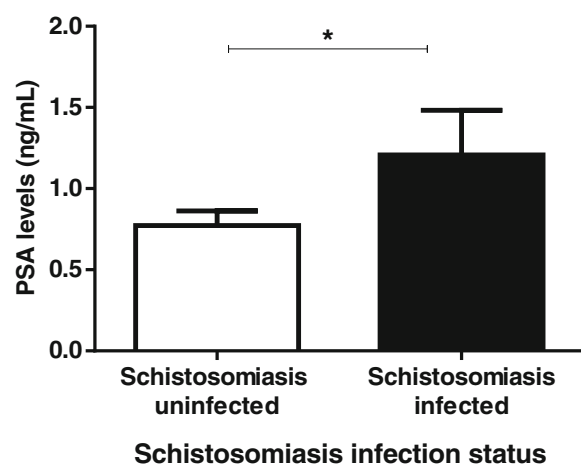 2.0
*
1.5
1.0
0.5
0.0
PSA levels (ng/mL)
Schistosomiasis
uninfected
Schistosomiasis
infected
Schistosomiasis infection status